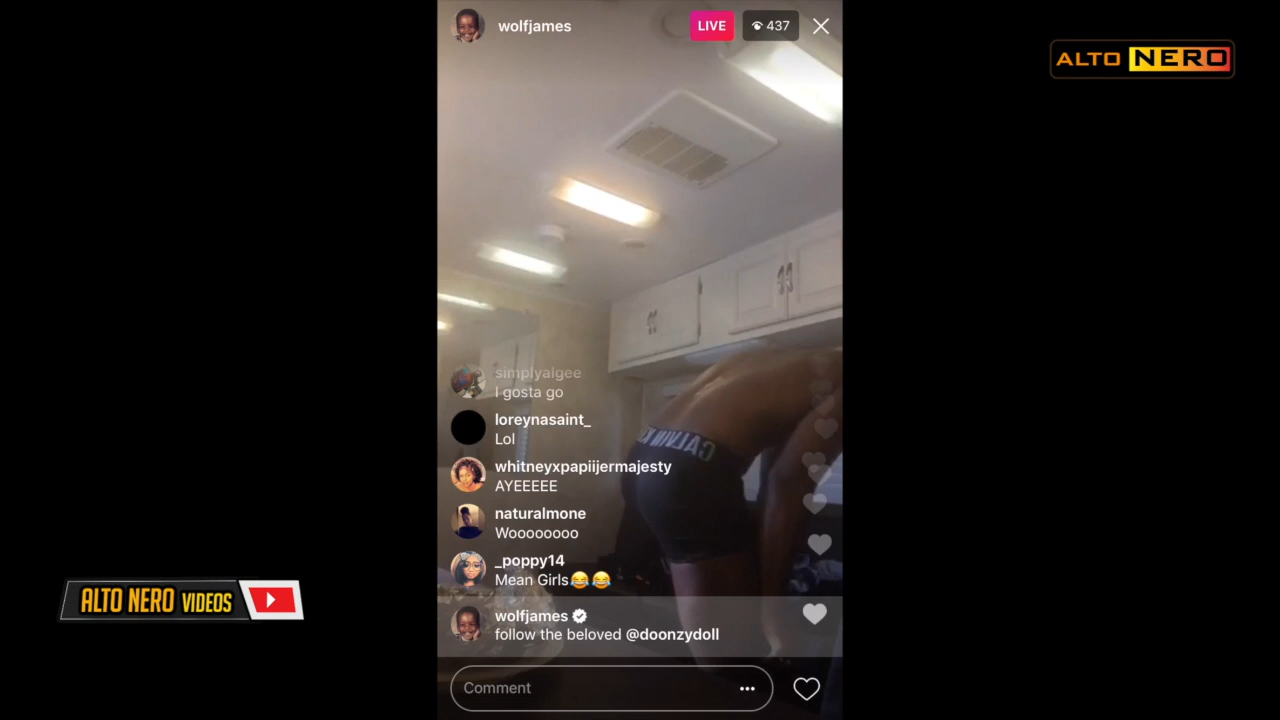 wolfjames
LIVE
437
ALTO NERO
simplyalgee
I gosta go
loreynasaint_
Lol
whitneyxpapiijermajesty
AYEEEEE
CALVIN K
naturalmone
Woooooooo
_poppy14
Mean Girls😂😂
ALTO NERO VIDEOS
wolfjames
follow the beloved @doonzydoll
Comment